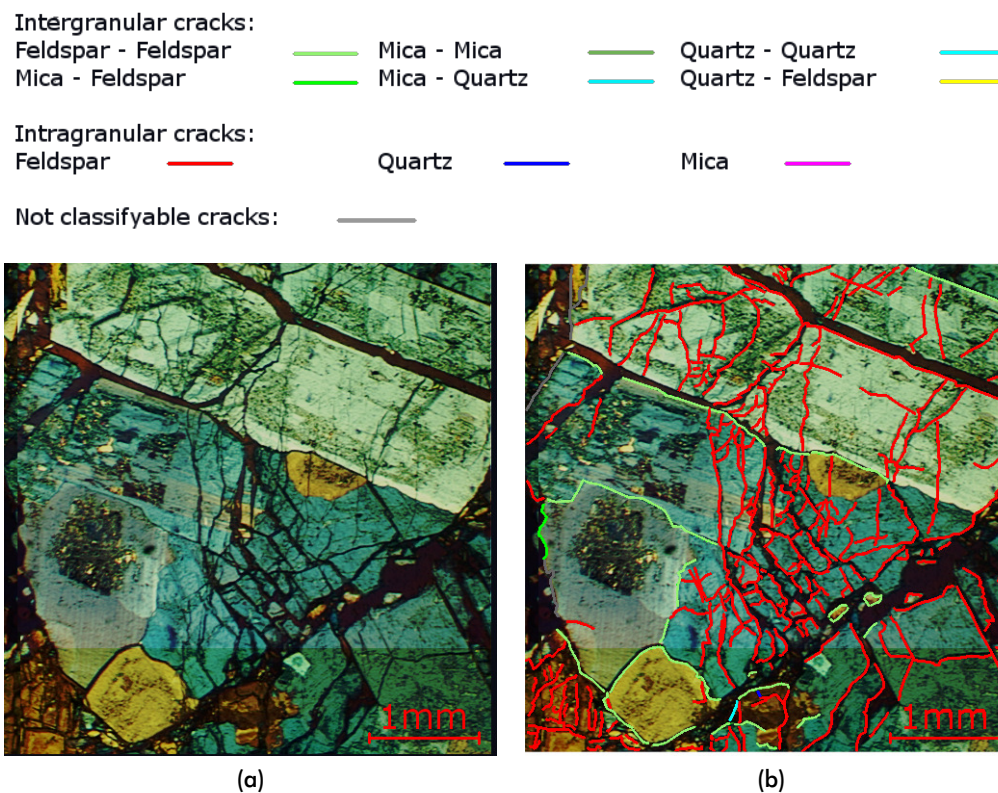 Intergranular cracks:
Feldspar - Feldspar Mica - Mica Quartz - Quartz
Mica - Feldspar Mica - Quartz Quartz - Feldspar
Intragranular cracks:
Feldspar Quartz Mica
Not classifyable cracks:
1mm 1mm
(a) (b)